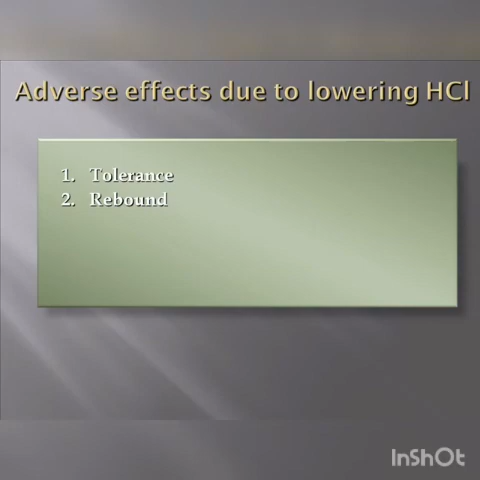 Adverse effects due to lowering HCl
1. Tolerance
2. Rebound
InShOt